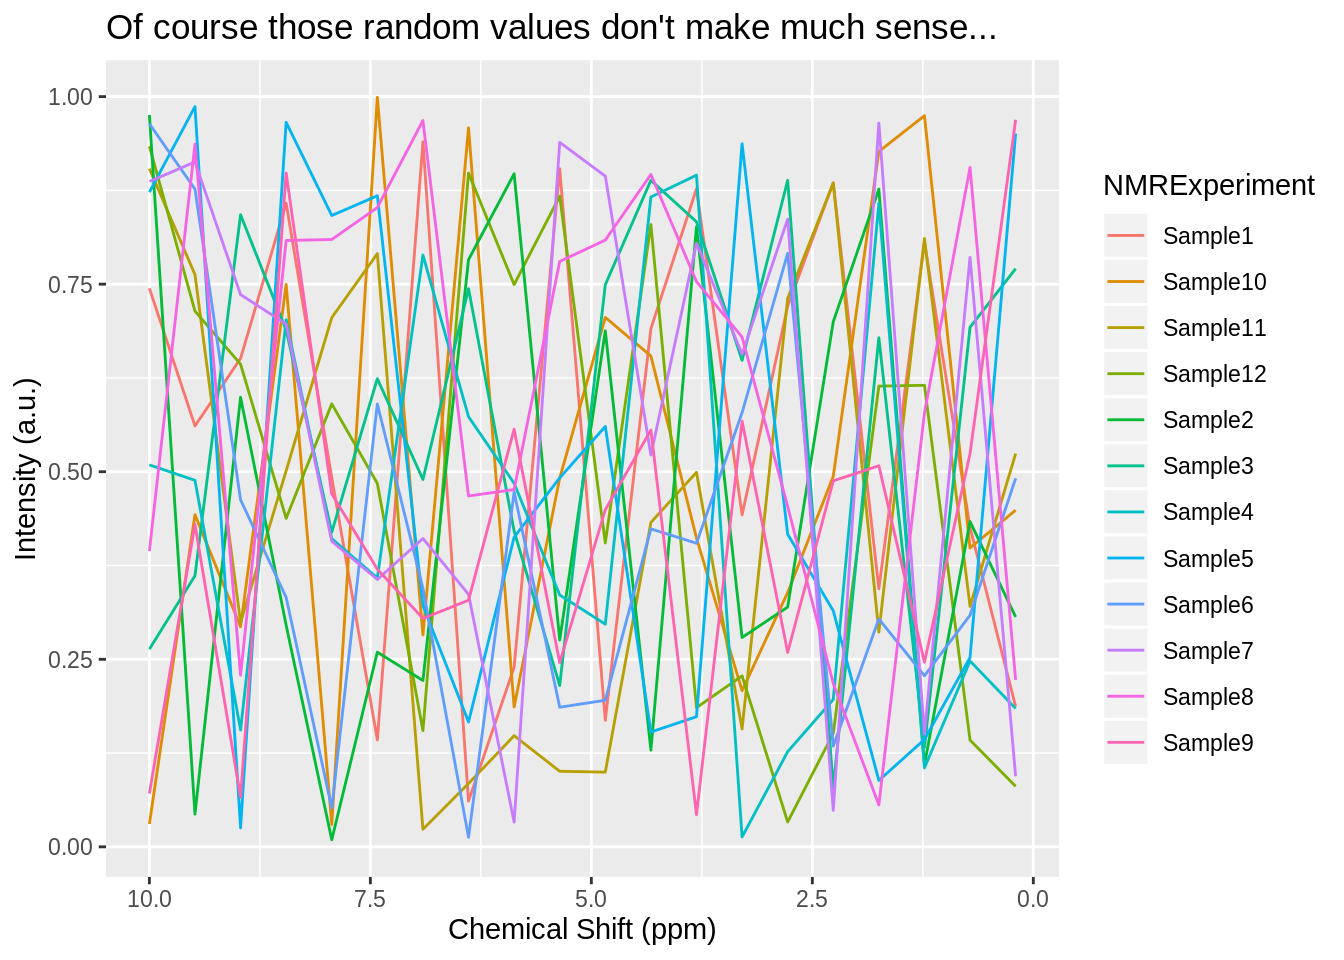 Of course those random values don't make much sense...
1.00
0.75
0.50
0.25
0.00
Intensity (a.u.)
10.0 7.5 5.0 2.5 0.0
Chemical Shift (ppm)
NMRExperiment
Sample1
Sample10
Sample11
Sample12
Sample2
Sample3
Sample4
Sample5
Sample6
Sample7
Sample8
Sample9